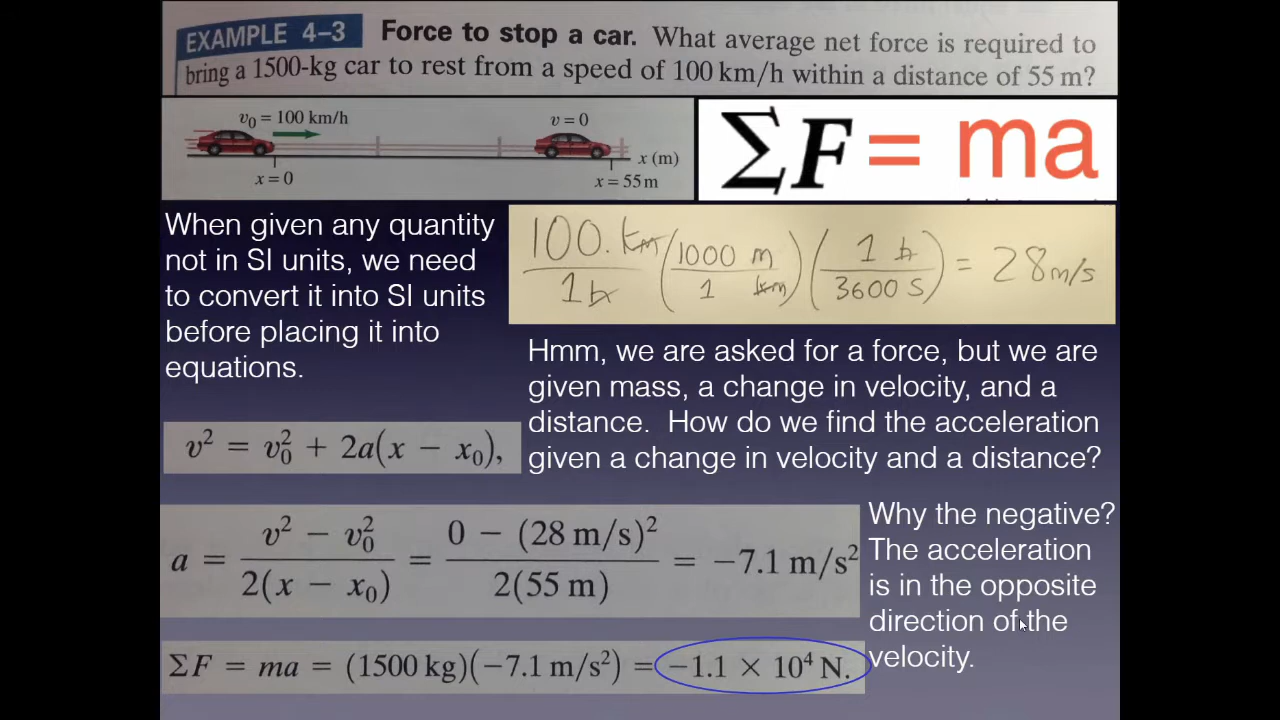 EXAMPLE 4–3 Force to stop a car. What average net force is required to
bring a 1500-kg car to rest from a speed of 100 km/h within a distance of 55 m?
v₀ = 100 km/h
v = 0
x (m)
x = 0
x = 55 m
ΣF = ma
When given any quantity
not in SI units, we need
to convert it into SI units
before placing it into
equations.
100. km/1 h (1000 m/1 km) (1 h/3600 s) = 28 m/s
Hmm, we are asked for a force, but we are
given mass, a change in velocity, and a
distance. How do we find the acceleration
given a change in velocity and a distance?
v² = v₀² + 2a(x − x₀),
a = (v² − v₀²)/(2(x − x₀)) = (0 − (28 m/s)²)/(2(55 m)) = −7.1 m/s²
Why the negative?
The acceleration
is in the opposite
direction of the
velocity.
ΣF = ma = (1500 kg)(−7.1 m/s²) = −1.1 × 10⁴ N.